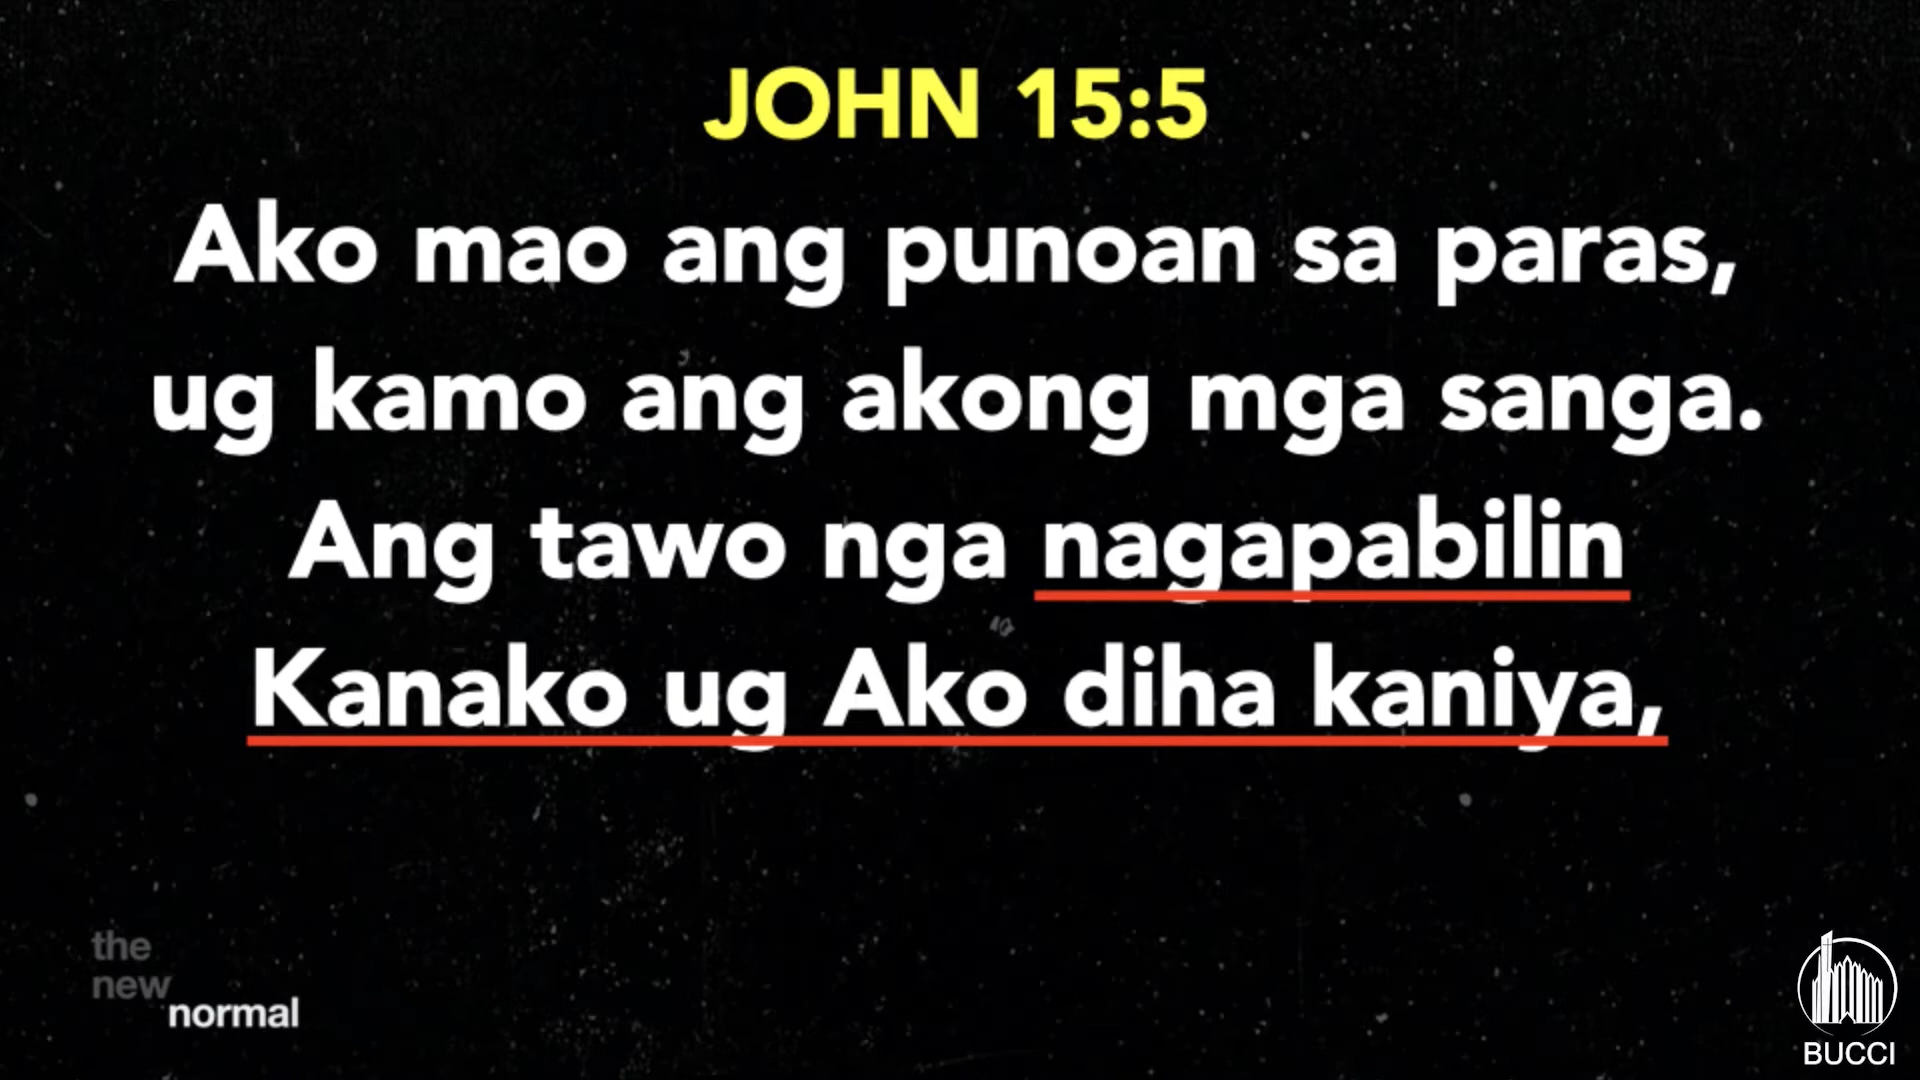 JOHN 15:5
Ako mao ang punoan sa paras,
ug kamo ang akong mga sanga.
Ang tawo nga nagapabilin
Kanako ug Ako diha kaniya,
the
new
normal
BUCCI